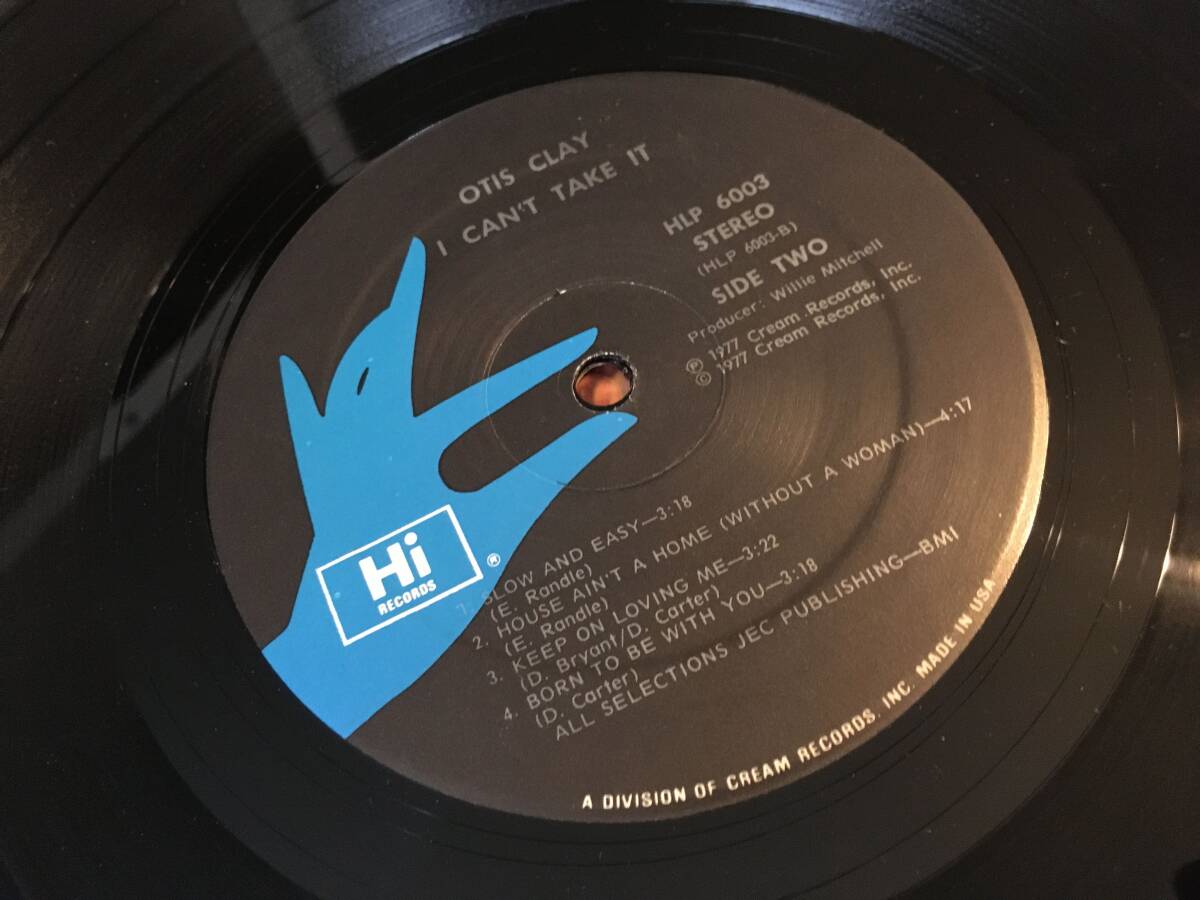 OTIS CLAY
I CAN'T TAKE IT
HLP 6003
STEREO
(HLP 6003-B)
SIDE TWO
Producer: Willie Mitchell
℗ 1977 Cream Records, Inc.
© 1977 Cream Records, Inc.
Hi
RECORDS
®
1. SLOW AND EASY—3:18
(E. Randle)
2. HOUSE AIN'T A HOME (WITHOUT A WOMAN)—4:17
(E. Randle)
3. KEEP ON LOVING ME—3:22
(D. Bryant/D. Carter)
4. BORN TO BE WITH YOU—3:18
(D. Carter)
ALL SELECTIONS JEC PUBLISHING—BMI
A DIVISION OF CREAM RECORDS, INC. MADE IN USA